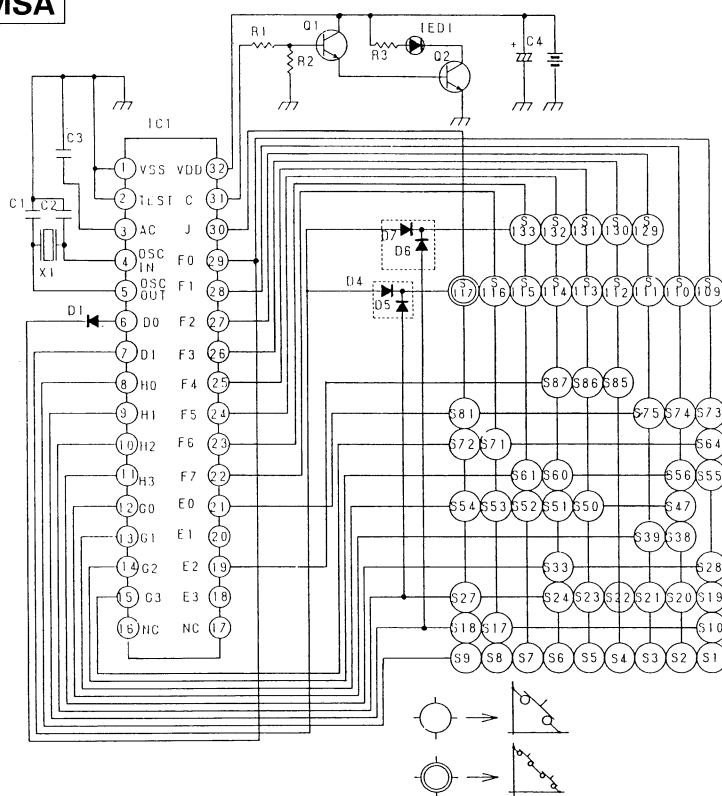 MSA
Q1
R1
LED1
R2
R3
Q2
C4
+
IC1
C3
1 VSS VDD 32
2 TEST C 31
C1 C2
3 AC J 30
X1
4 OSC IN F0 29
5 OSC OUT F1 28
D1
6 D0 F2 27
7 D1 F3 26
8 H0 F4 25
9 H1 F5 24
10 H2 F6 23
11 H3 F7 22
12 G0 E0 21
13 G1 E1 20
14 G2 E2 19
15 G3 E3 18
16 NC NC 17
D7 D6
S133 S132 S131 S130 S129
D4 D5
S117 S116 S115 S114 S113 S112 S111 S110 S109
S87 S86 S85
S81 S75 S74 S73
S72 S71 S64
S61 S60 S56 S55
S54 S53 S52 S51 S50 S47
S39 S38
S33 S28
S27 S24 S23 S22 S21 S20 S19
S18 S17 S10
S9 S8 S7 S6 S5 S4 S3 S2 S1